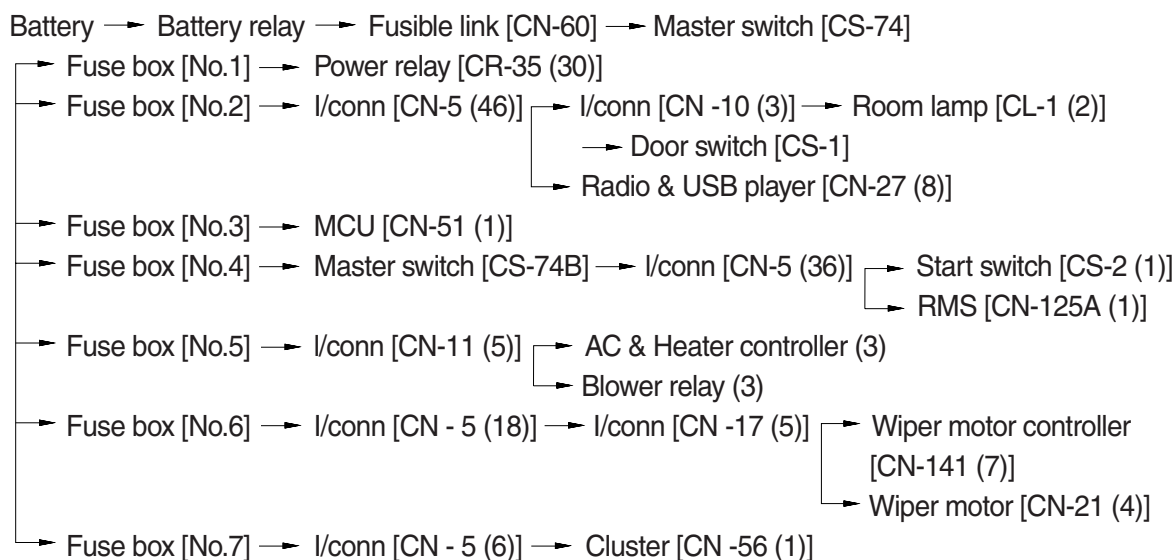 Battery → Battery relay → Fusible link [CN-60] → Master switch [CS-74]
→ Fuse box [No.1] → Power relay [CR-35 (30)]
→ Fuse box [No.2] → I/conn [CN-5 (46)] → I/conn [CN -10 (3)] → Room lamp [CL-1 (2)]
→ Door switch [CS-1]
→ Radio & USB player [CN-27 (8)]
→ Fuse box [No.3] → MCU [CN-51 (1)]
→ Fuse box [No.4] → Master switch [CS-74B] → I/conn [CN-5 (36)] → Start switch [CS-2 (1)]
→ RMS [CN-125A (1)]
→ Fuse box [No.5] → I/conn [CN-11 (5)] → AC & Heater controller (3)
→ Blower relay (3)
→ Fuse box [No.6] → I/conn [CN - 5 (18)] → I/conn [CN -17 (5)] → Wiper motor controller
[CN-141 (7)]
→ Wiper motor [CN-21 (4)]
→ Fuse box [No.7] → I/conn [CN - 5 (6)] → Cluster [CN -56 (1)]